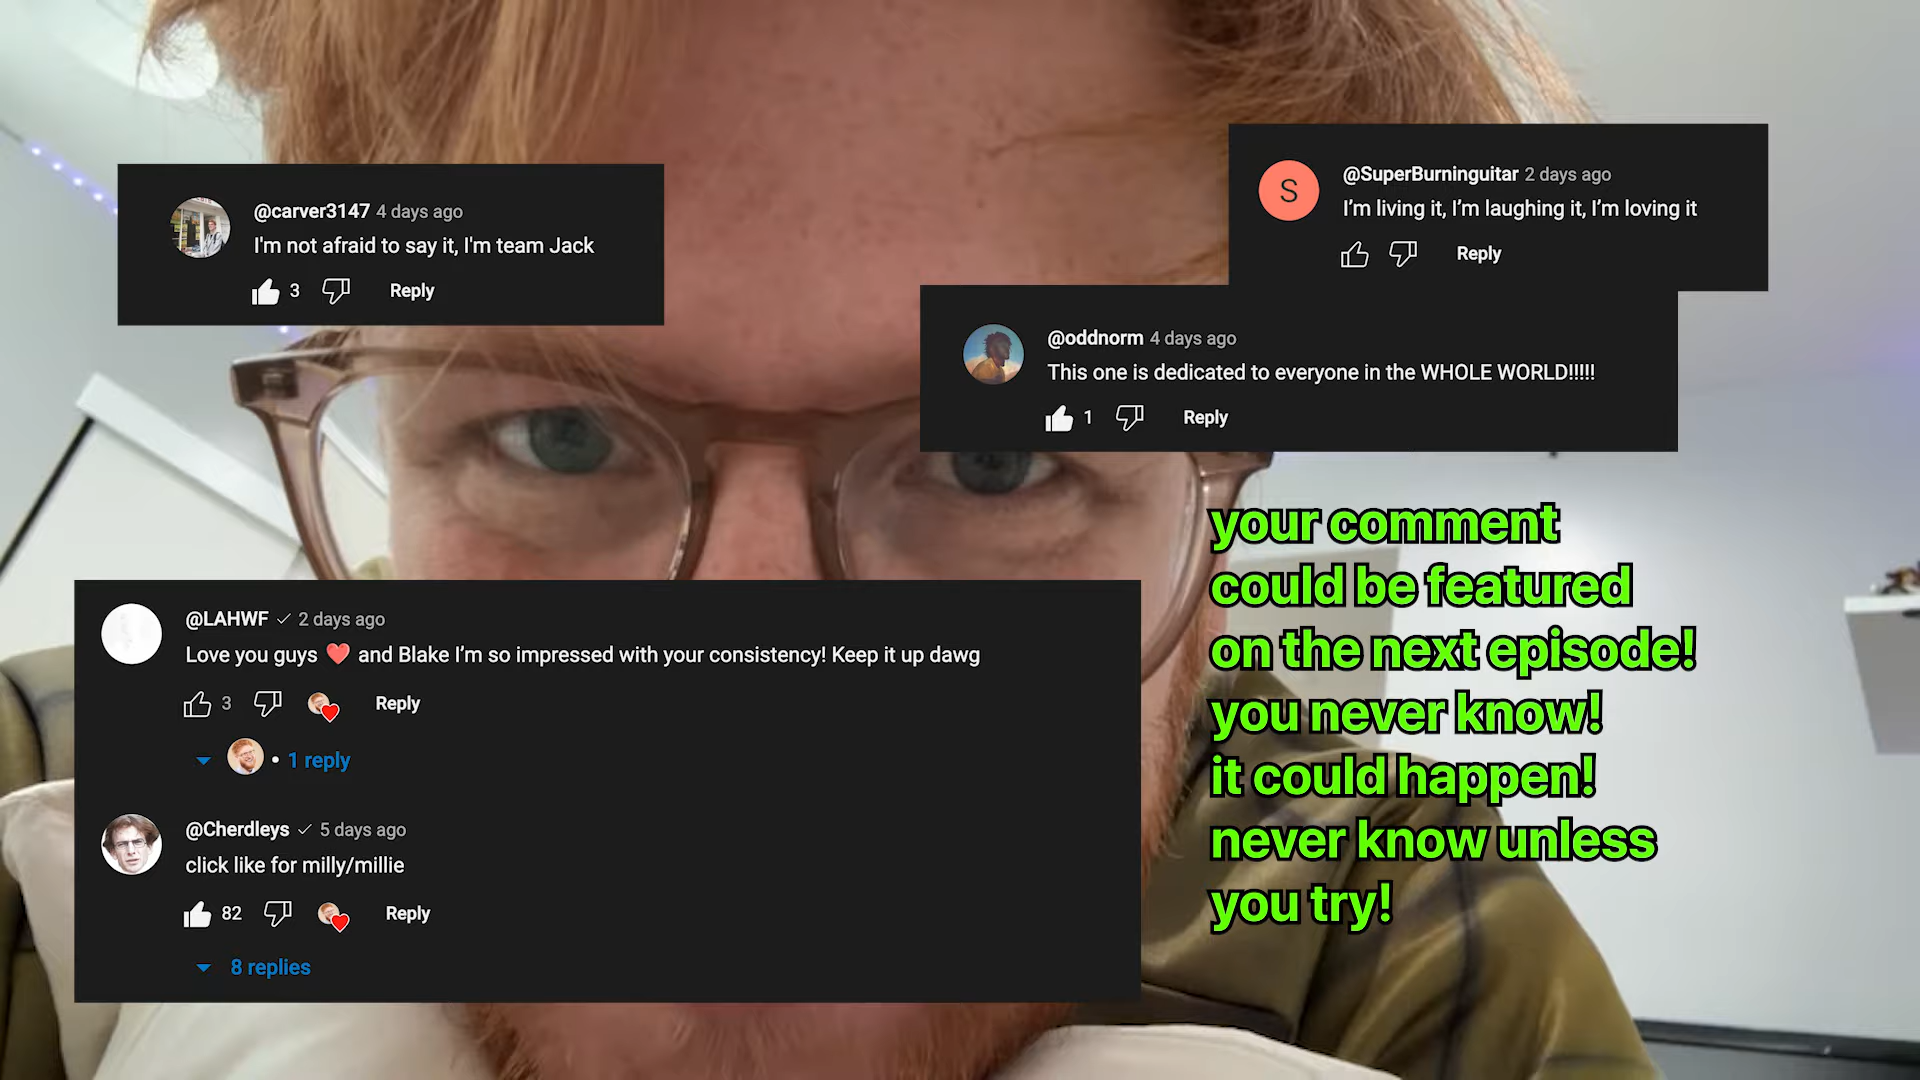 @carver3147 4 days ago
I'm not afraid to say it, I'm team Jack
3 Reply
S
@SuperBurninguitar 2 days ago
I'm living it, I'm laughing it, I'm loving it
Reply
@oddnorm 4 days ago
This one is dedicated to everyone in the WHOLE WORLD!!!!!
1 Reply
@LAHWF 2 days ago
Love you guys ❤️ and Blake I'm so impressed with your consistency! Keep it up dawg
3 Reply
• 1 reply
@Cherdleys 5 days ago
click like for milly/millie
82 Reply
8 replies
your comment
could be featured
on the next episode!
you never know!
it could happen!
never know unless
you try!